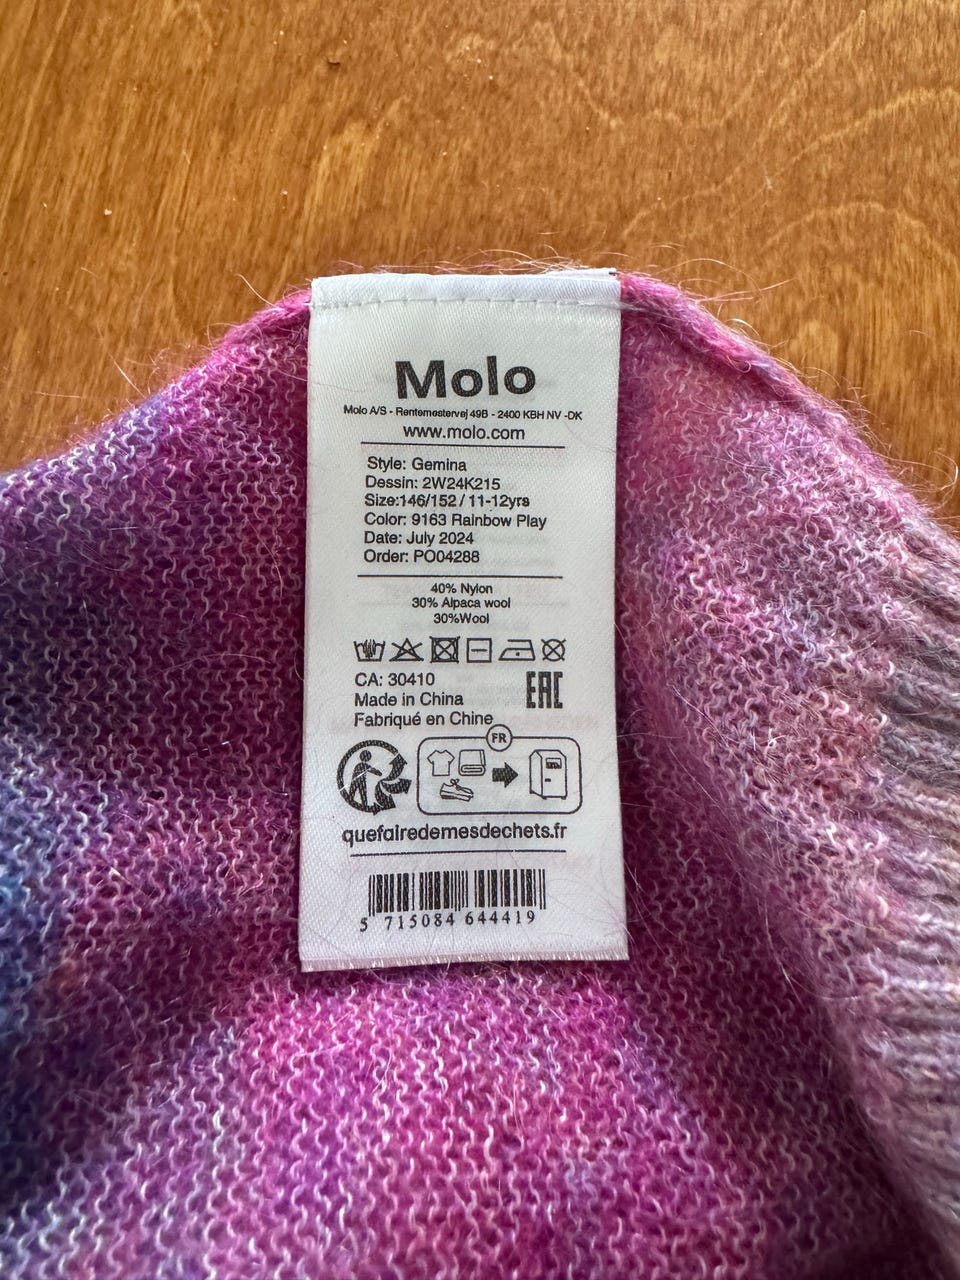 Molo
Molo A/S - Rentemestervej 49B - 2400 KBH NV -DK
www.molo.com
Style: Gemina
Dessin: 2W24K215
Size:146/152 / 11-12yrs
Color: 9163 Rainbow Play
Date: July 2024
Order: PO04288
40% Nylon
30% Alpaca wool
30%Wool
CA: 30410
EAC
Made in China
Fabriqué en Chine
FR
quefairedemesdechets.fr
5 715084 644419